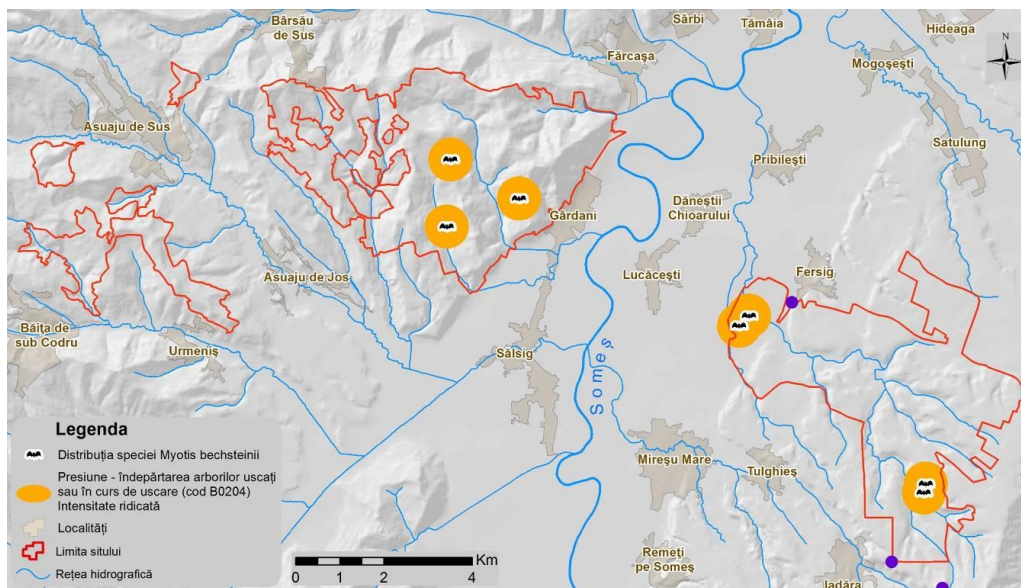 Bârsău
de Sus
Sârbi
Tămâia
Hideaga
Fărcașa
Mogoșești
N
Asuaju de Sus
Satulung
Pribilești
Dăneștii
Chioarului
Gârdani
Lucăcești
Fersig
Asuaju de Jos
Băița de
sub Codru
Urmeniș
Sălsig
Someș
Mireșu Mare
Tulghieș
Remeți
pe Someș
Iadăra
Legenda
Distribuția speciei Myotis bechsteinii
Presiune - îndepărtarea arborilor uscați
sau în curs de uscare (cod B0204)
Intensitate ridicată
Localități
Limita sitului
Rețea hidrografică
Km
0 1 2 4